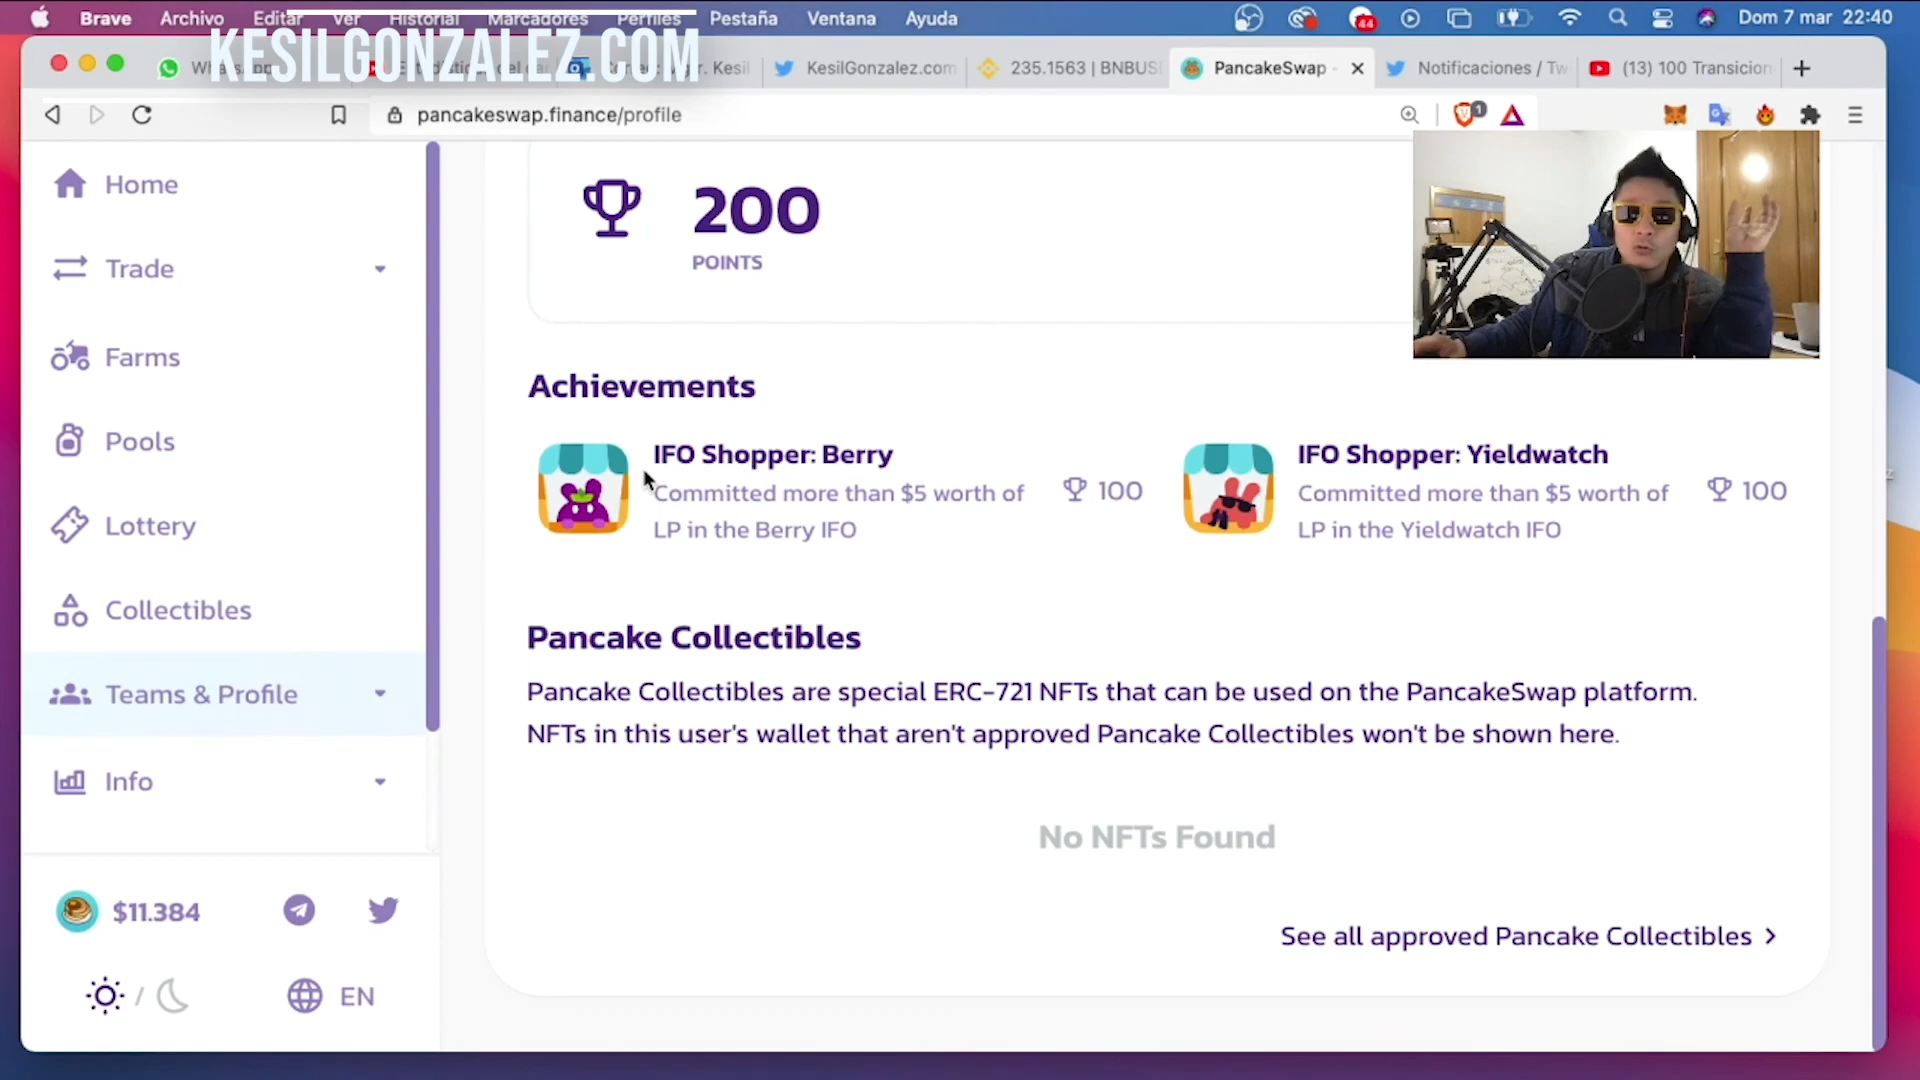 Brave Archivo Editar Ver Historial Marcadores Perfiles Pestaña Ventana Ayuda
44
Dom 7 mar 22:40
KESILGONZALEZ.COM
KesilGonzalez.com
235.1563 | BNBUS
PancakeSwap -
Notificaciones / Tw
(13) 100 Transicion
pancakeswap.finance/profile
1
Home
Trade
Farms
Pools
Lottery
Collectibles
Teams & Profile
Info
$11.384
EN
200
POINTS
Achievements
IFO Shopper: Berry
Committed more than $5 worth of
LP in the Berry IFO
100
IFO Shopper: Yieldwatch
Committed more than $5 worth of
LP in the Yieldwatch IFO
100
Pancake Collectibles
Pancake Collectibles are special ERC-721 NFTs that can be used on the PancakeSwap platform.
NFTs in this user's wallet that aren't approved Pancake Collectibles won't be shown here.
No NFTs Found
See all approved Pancake Collectibles